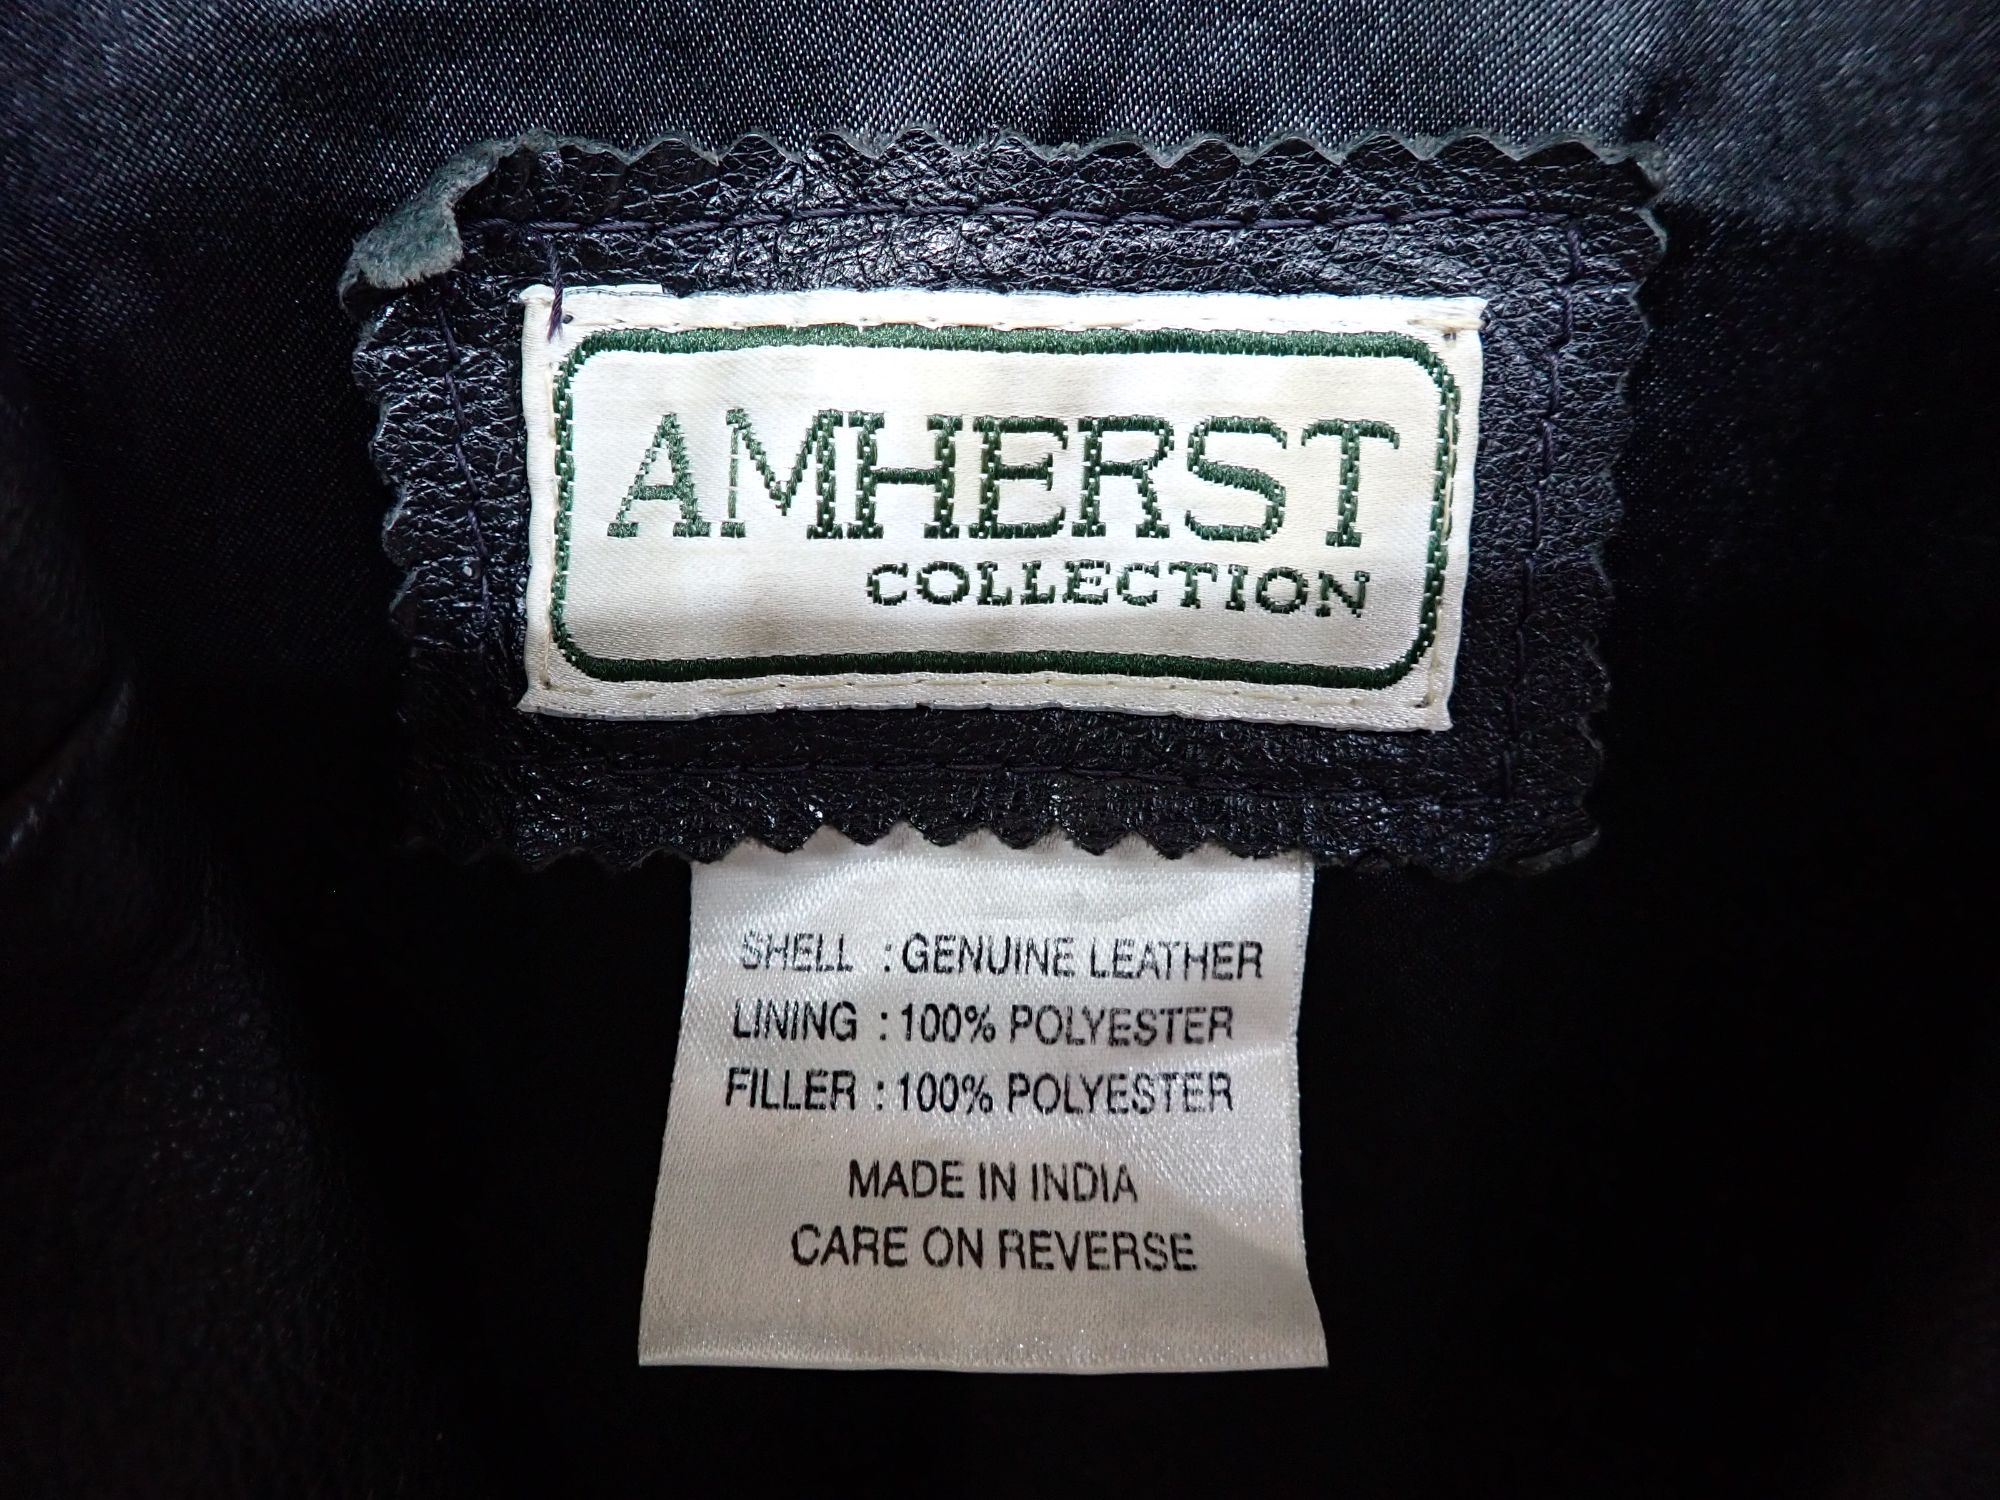 AMHERST
COLLECTION
SHELL : GENUINE LEATHER
LINING : 100% POLYESTER
FILLER : 100% POLYESTER
MADE IN INDIA
CARE ON REVERSE